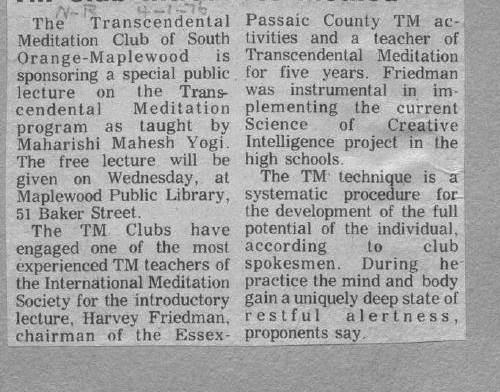 N-R 4-1-76
The Transcendental
Meditation Club of South
Orange-Maplewood is
sponsoring a special public
lecture on the Trans-
cendental Meditation
program as taught by
Maharishi Mahesh Yogi.
The free lecture will be
given on Wednesday, at
Maplewood Public Library,
51 Baker Street.
The TM Clubs have
engaged one of the most
experienced TM teachers of
the International Meditation
Society for the introductory
lecture, Harvey Friedman,
chairman of the Essex-
Passaic County TM ac-
tivities and a teacher of
Transcendental Meditation
for five years. Friedman
was instrumental in im-
plementing the current
Science of Creative
Intelligence project in the
high schools.
The TM technique is a
systematic procedure for
the development of the full
potential of the individual,
according to club
spokesmen. During he
practice the mind and body
gain a uniquely deep state of
restful alertness,
proponents say.